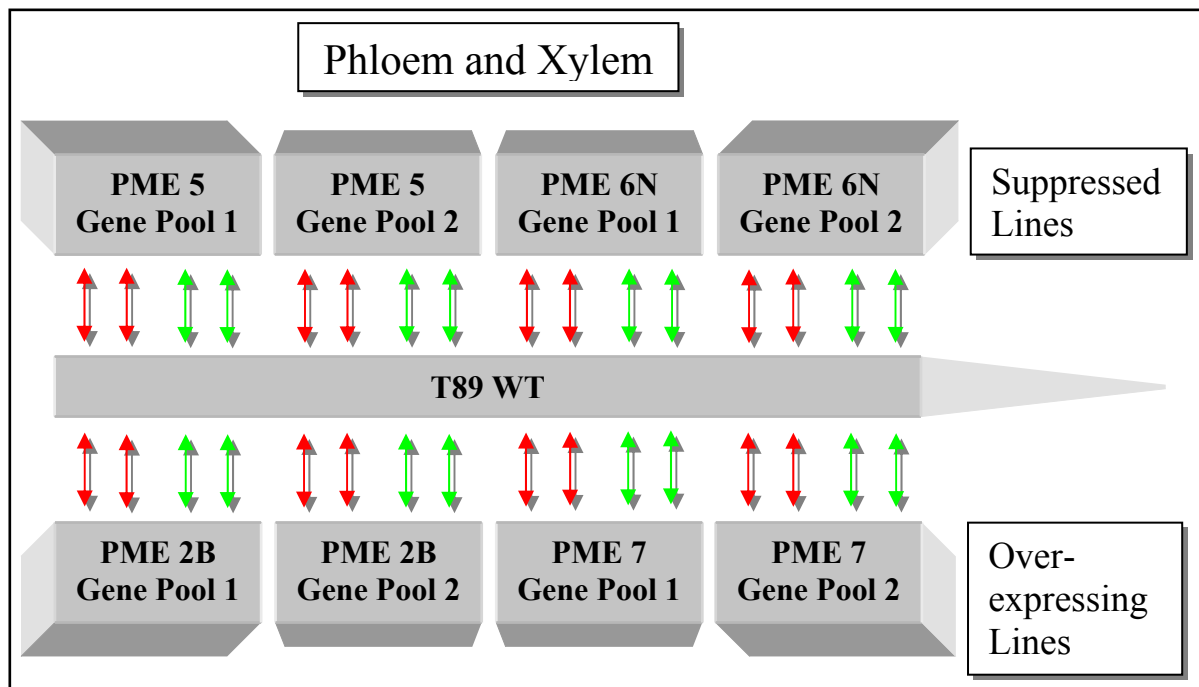 Phloem and Xylem
PME 5
Gene Pool 1
PME 5
Gene Pool 2
PME 6N
Gene Pool 1
PME 6N
Gene Pool 2
Suppressed
Lines
T89 WT
PME 2B
Gene Pool 1
PME 2B
Gene Pool 2
PME 7
Gene Pool 1
PME 7
Gene Pool 2
Over-
expressing
Lines